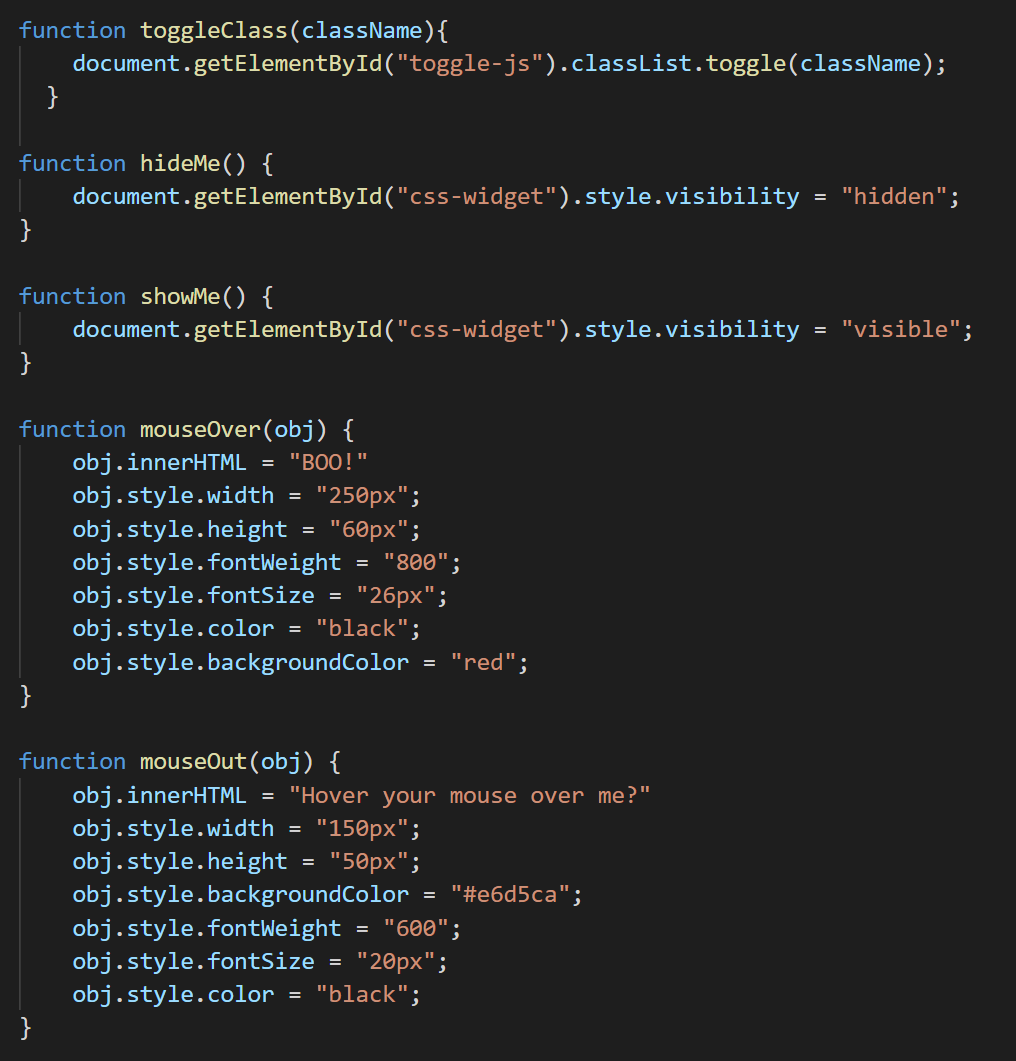 function toggleClass(className){
    document.getElementById("toggle-js").classList.toggle(className);
  }

function hideMe() {
    document.getElementById("css-widget").style.visibility = "hidden";
}

function showMe() {
    document.getElementById("css-widget").style.visibility = "visible";
}

function mouseOver(obj) {
    obj.innerHTML = "BOO!"
    obj.style.width = "250px";
    obj.style.height = "60px";
    obj.style.fontWeight = "800";
    obj.style.fontSize = "26px";
    obj.style.color = "black";
    obj.style.backgroundColor = "red";
}

function mouseOut(obj) {
    obj.innerHTML = "Hover your mouse over me?"
    obj.style.width = "150px";
    obj.style.height = "50px";
    obj.style.backgroundColor = "#e6d5ca";
    obj.style.fontWeight = "600";
    obj.style.fontSize = "20px";
    obj.style.color = "black";
}